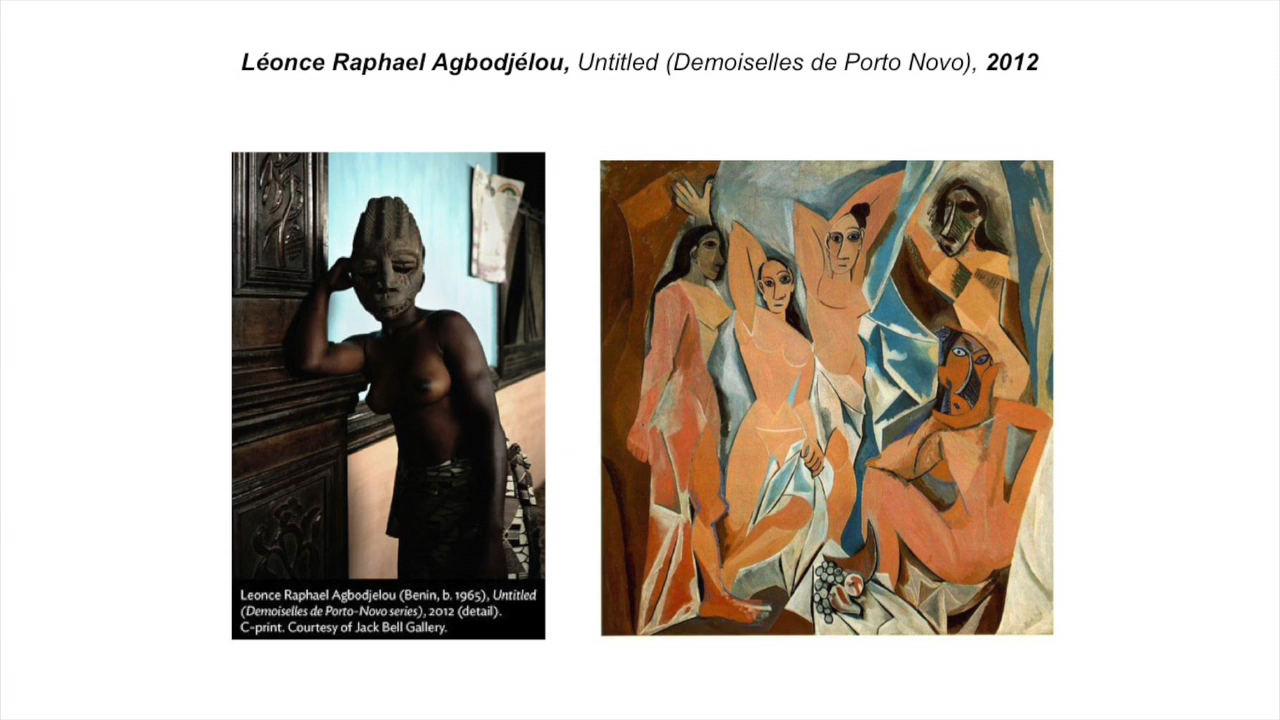 Léonce Raphael Agbodjélou, Untitled (Demoiselles de Porto Novo), 2012
Leonce Raphael Agbodjelou (Benin, b. 1965), Untitled
(Demoiselles de Porto-Novo series), 2012 (detail).
C-print. Courtesy of Jack Bell Gallery.